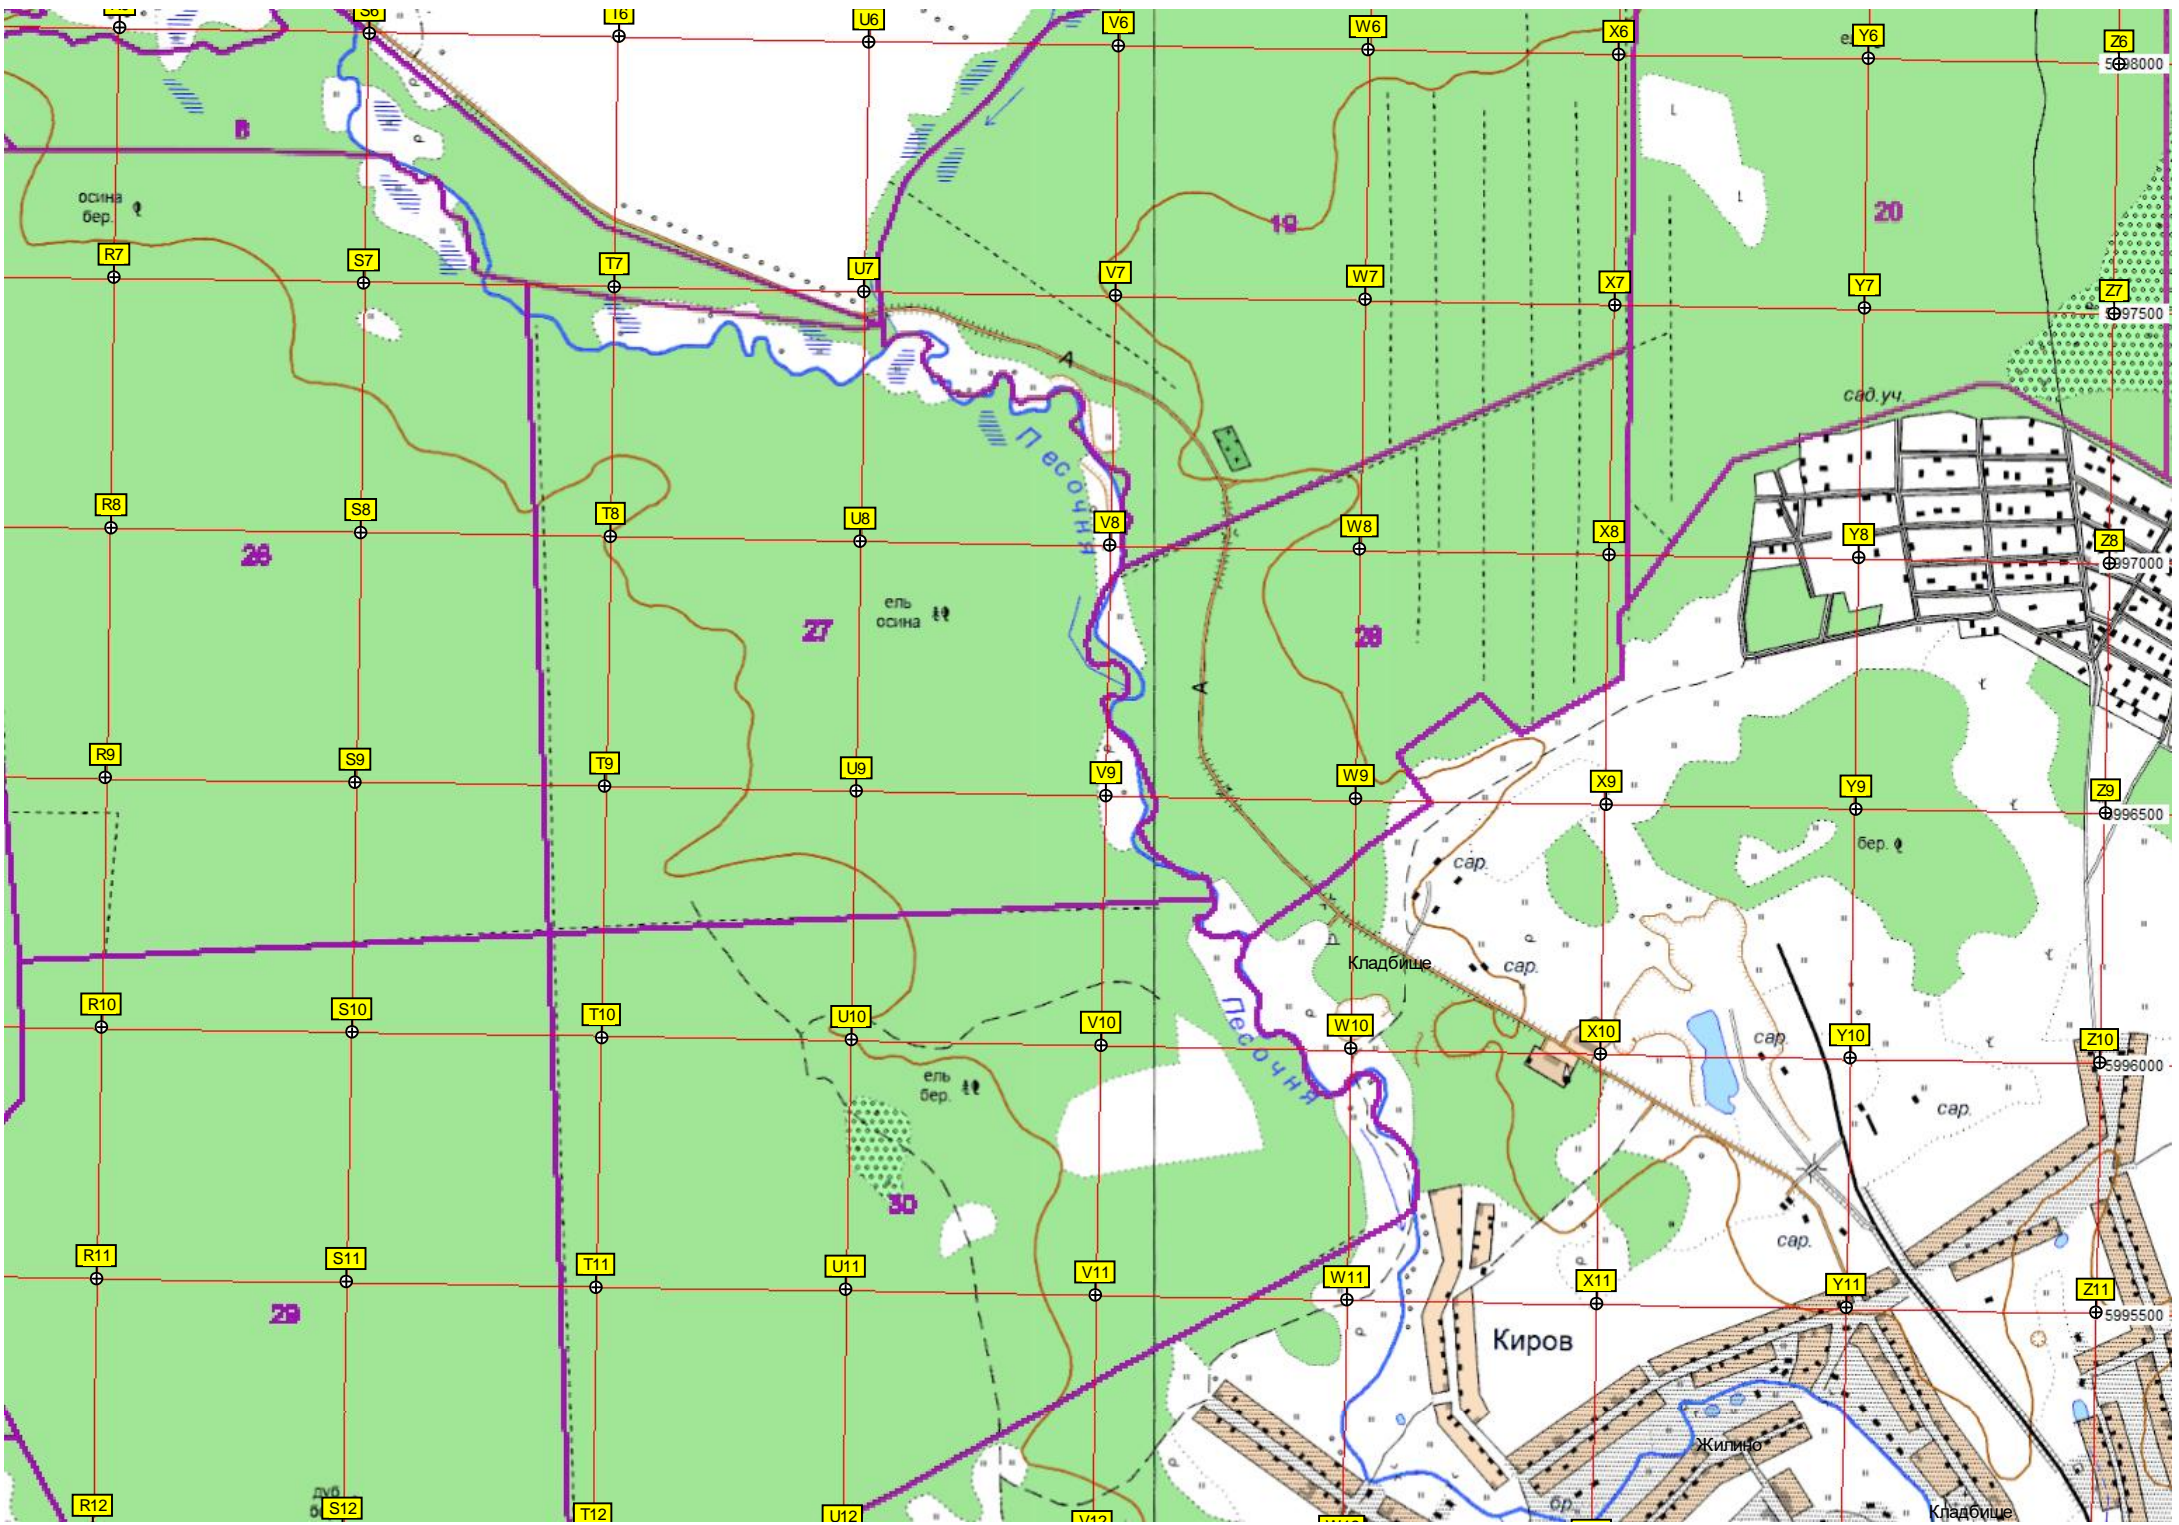 S6
T6
U6
V6
W6
X6
Y6
Z6
5998000
8
осина
бер.
19
20
R7
S7
T7
U7
V7
W7
X7
Y7
Z7
5997500
А
сад.уч.
Песочня
R8
S8
T8
U8
V8
W8
X8
Y8
Z8
5997000
26
27
ель
осина
28
А
R9
S9
T9
U9
V9
W9
X9
Y9
Z9
5996500
бер.
сар.
сар.
Кладбище
Песочня
R10
S10
T10
U10
V10
W10
X10
Y10
Z10
5996000
сар.
ель
бер.
сар.
30
сар.
R11
S11
T11
U11
V11
W11
X11
Y11
Z11
5995500
29
Киров
Жилино
дуб
R12
S12
T12
U12
V12
бр.
Кладбище